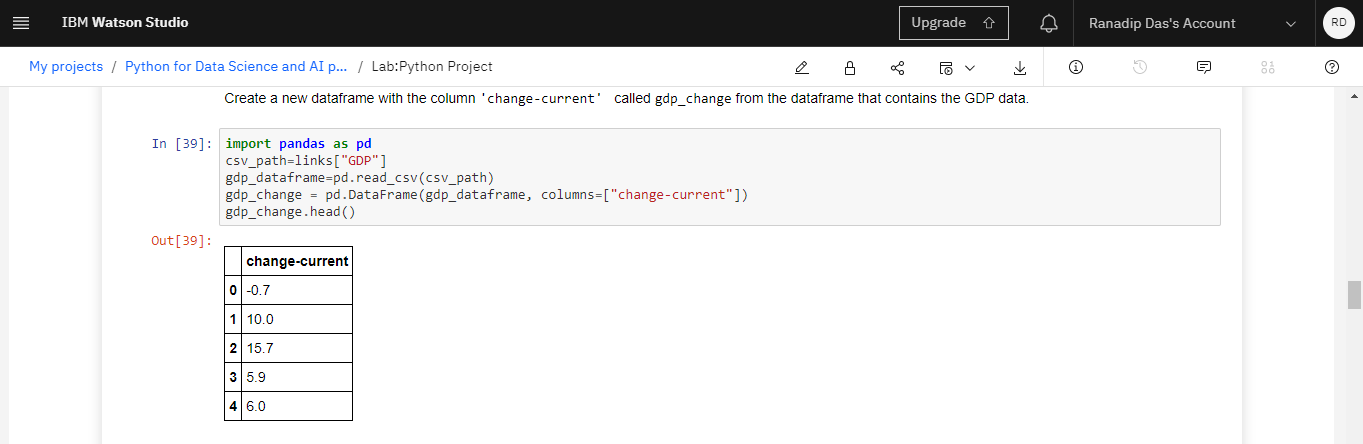 IBM Watson Studio
Upgrade
Ranadip Das's Account
RD
My projects / Python for Data Science and AI p... / Lab:Python Project
Create a new dataframe with the column 'change-current' called gdp_change from the dataframe that contains the GDP data.
In [39]:
import pandas as pd
csv_path=links["GDP"]
gdp_dataframe=pd.read_csv(csv_path)
gdp_change = pd.DataFrame(gdp_dataframe, columns=["change-current"])
gdp_change.head()
Out[39]:
change-current
0 -0.7
1 10.0
2 15.7
3 5.9
4 6.0